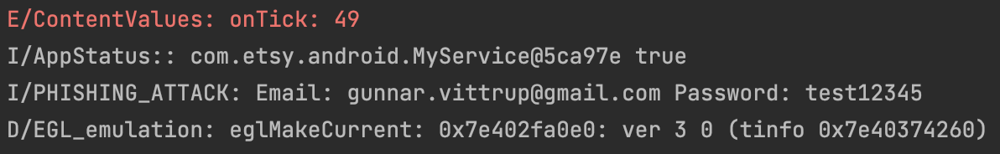 E/ContentValues: onTick: 49
I/AppStatus:: com.etsy.android.MyService@5ca97e true
I/PHISHING_ATTACK: Email: gunnar.vittrup@gmail.com Password: test12345
D/EGL_emulation: eglMakeCurrent: 0x7e402fa0e0: ver 3 0 (tinfo 0x7e40374260)